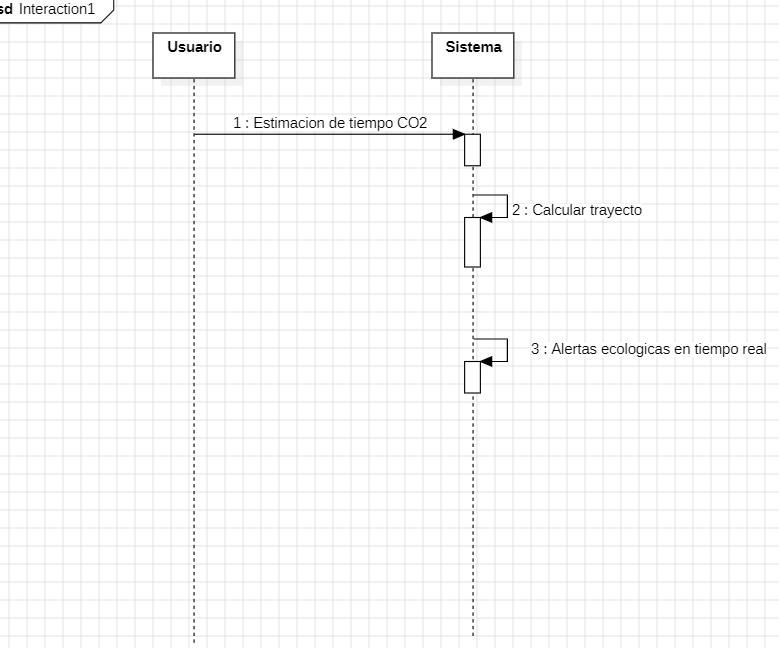 sd Interaction1
Usuario
Sistema
1 : Estimacion de tiempo CO2
2 : Calcular trayecto
3 : Alertas ecologicas en tiempo real